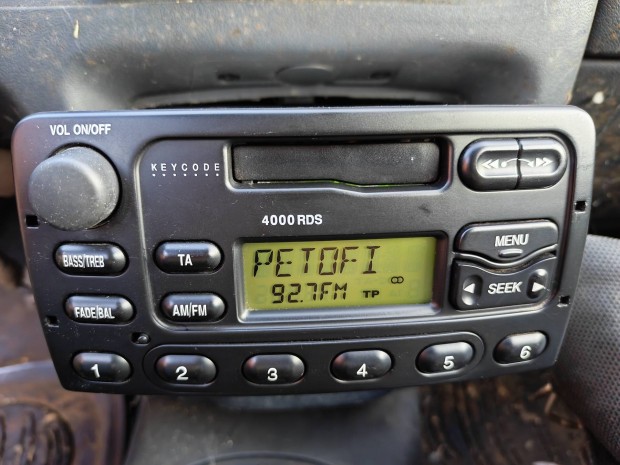 VOL ON/OFF
KEYCODE
4000 RDS
BASS/TREB
TA
PETOFI
MENU
FADE/BAL
AM/FM
92.7FM TP
SEEK
1 2 3 4 5 6